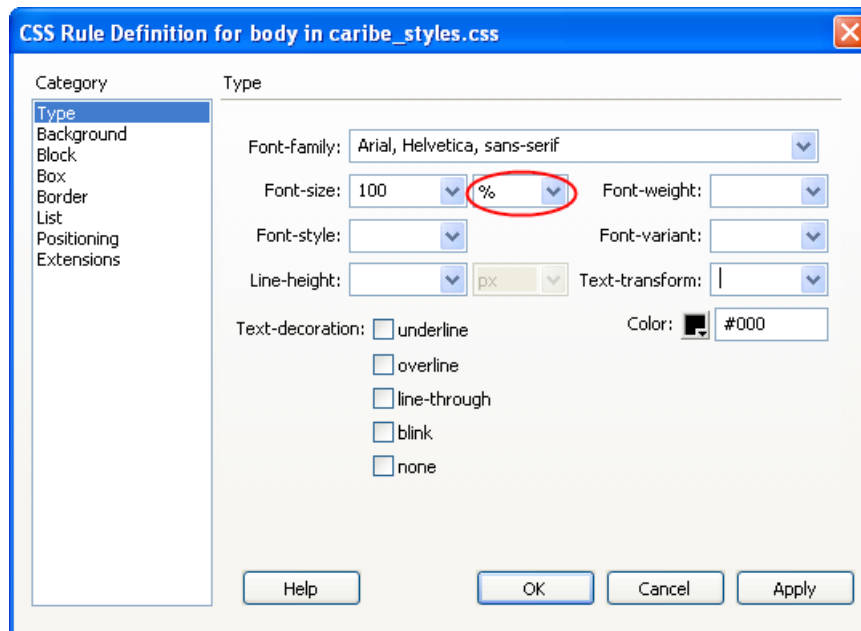 CSS Rule Definition for body in caribe_styles.css
Category
Type
Type
Background
Block
Box
Border
List
Positioning
Extensions
Font-family: Arial, Helvetica, sans-serif
Font-size: 100 % Font-weight:
Font-style: Font-variant:
Line-height: px Text-transform:
Text-decoration: underline Color: #000
overline
line-through
blink
none
Help OK Cancel Apply